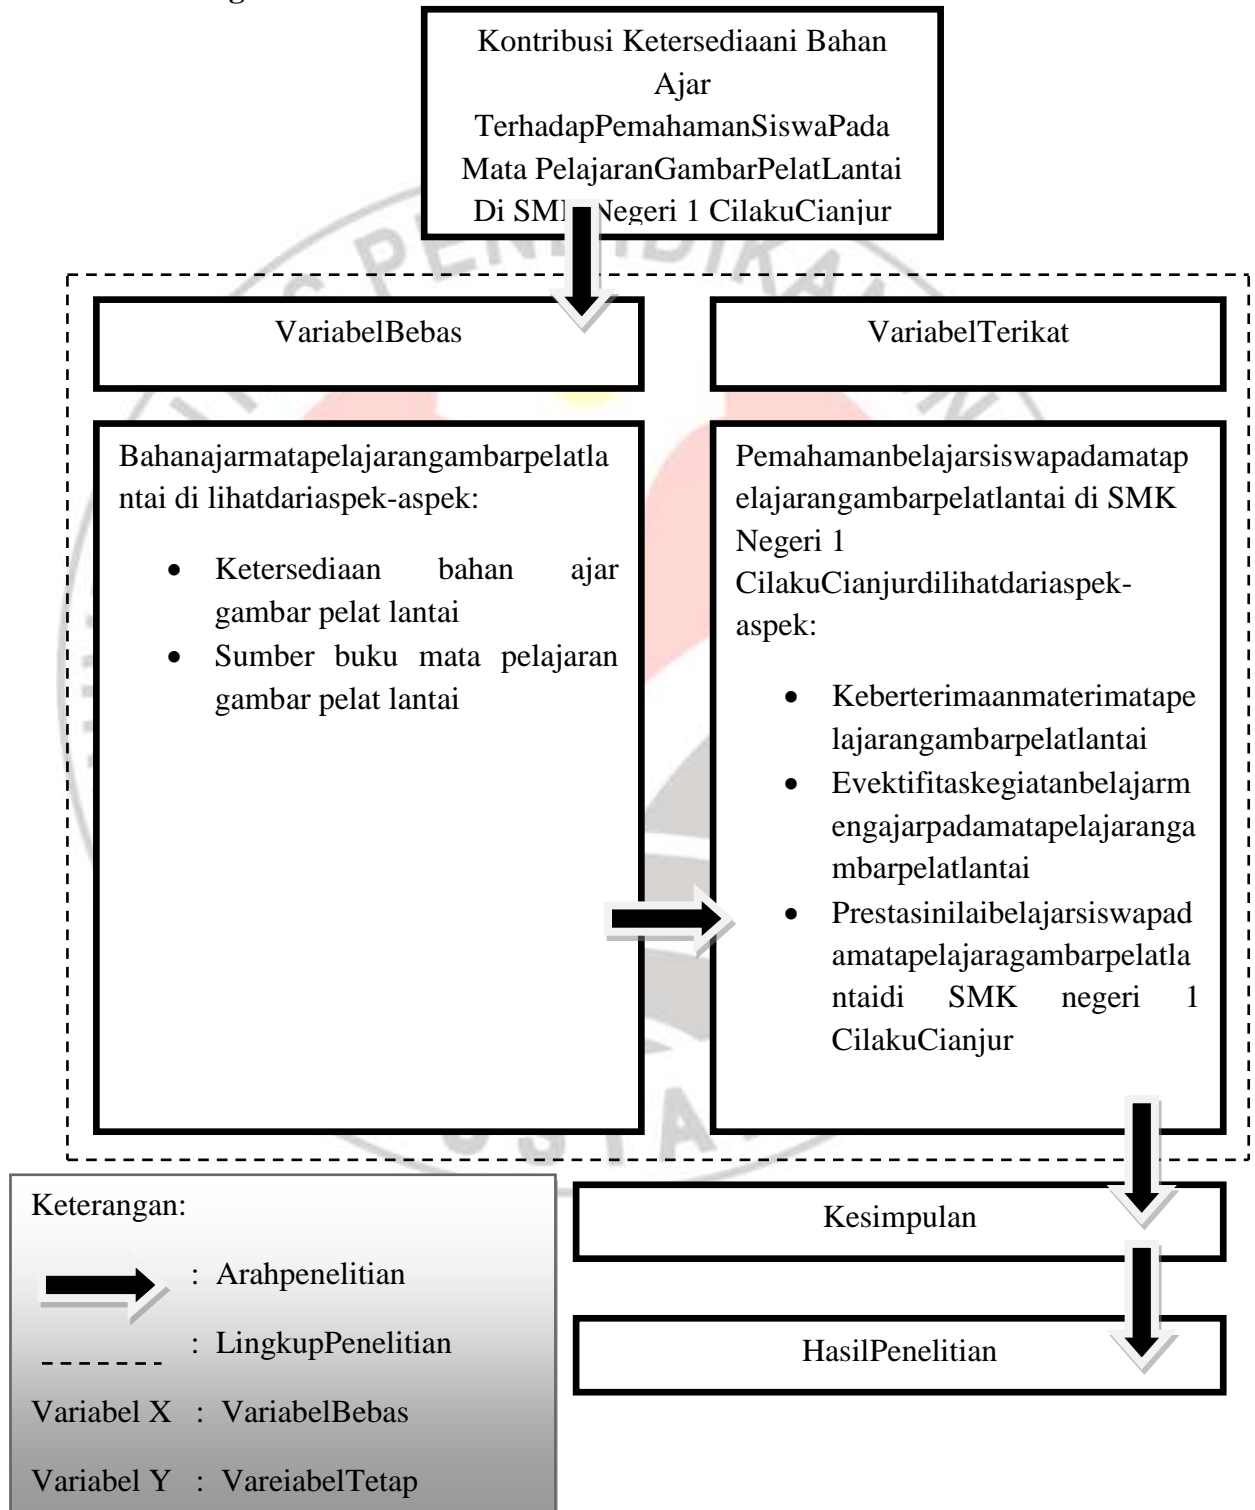 Kontribusi Ketersediaani Bahan
Ajar
TerhadapPemahamanSiswaPada
Mata PelajaranGambarPelatLantai
Di SMK Negeri 1 CilakuCianjur
VariabelBebas
VariabelTerikat
Bahanajarmatapelajarangambarpelatla
ntai di lihatdariaspek-aspek:
• Ketersediaan bahan ajar
gambar pelat lantai
• Sumber buku mata pelajaran
gambar pelat lantai
Pemahamanbelajarsiswapadamatap
elajarangambarpelatlantai di SMK
Negeri 1
CilakuCianjurdilihatdariaspek-
aspek:
• Keberterimaanmaterimatape
lajarangambarpelatlantai
• Evektifitaskegiatanbelajarm
engajarpadamatapelajaranga
mbarpelatlantai
• Prestasinilaibelajarsiswapad
amatapelajaragambarpelatla
ntaidi SMK negeri 1
CilakuCianjur
Kesimpulan
HasilPenelitian
Keterangan:
: Arahpenelitian
: LingkupPenelitian
Variabel X : VariabelBebas
Variabel Y : VareiabelTetap